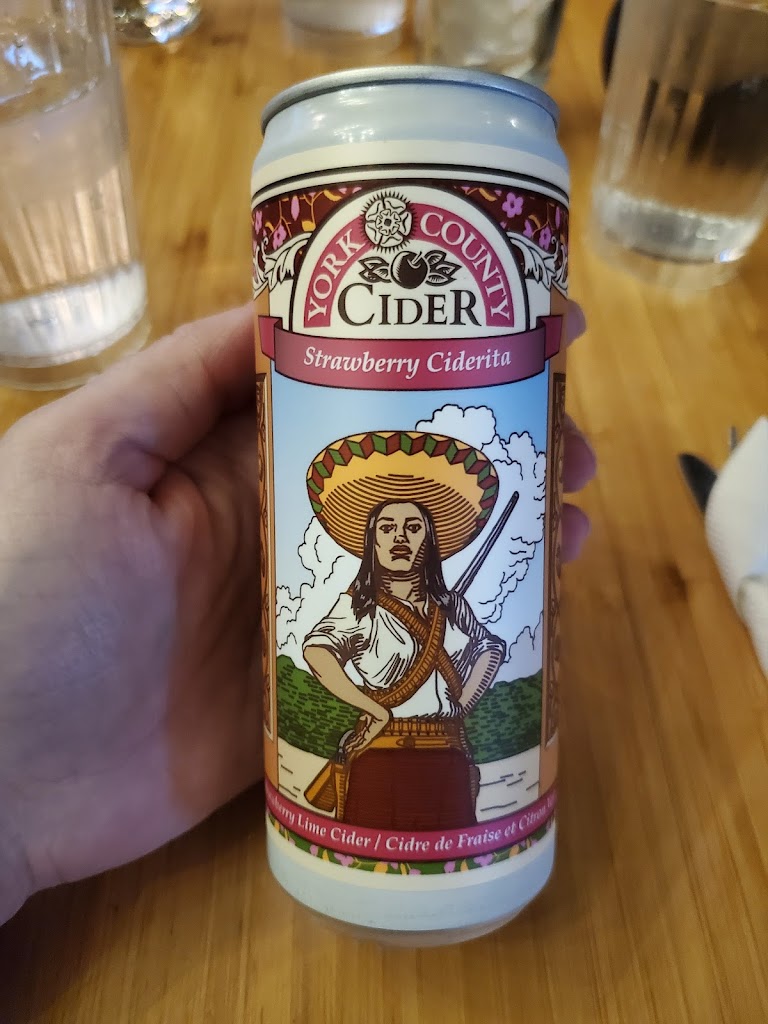 YORK COUNTY
CIDER
Strawberry Ciderita
Lime Cider / Cidre de Fraise et Citron